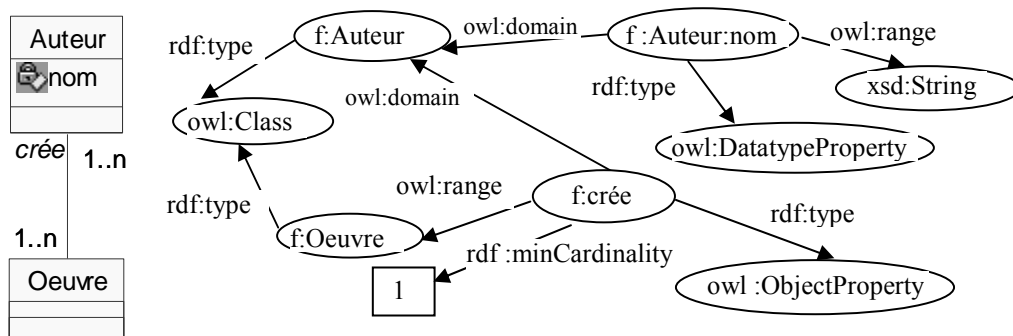 Auteur
nom
crée
1..n
1..n
Oeuvre
rdf:type
f:Auteur
owl:domain
f :Auteur:nom
owl:range
xsd:String
owl:domain
rdf:type
owl:Class
owl:DatatypeProperty
rdf:type
owl:range
f:crée
rdf:type
f:Oeuvre
rdf :minCardinality
1
owl :ObjectProperty